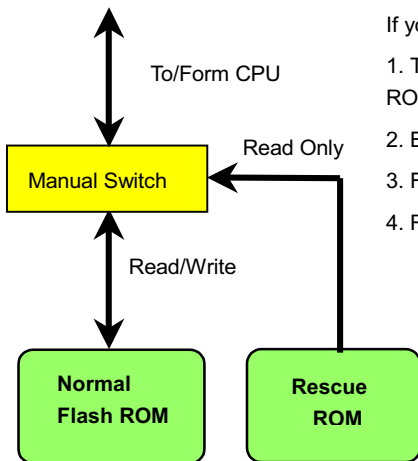 If yo
To/Form CPU
1. T
RO
Read Only
2. E
Manual Switch
3. F
4. R
Read/Write
Normal
Flash ROM
Rescue
ROM